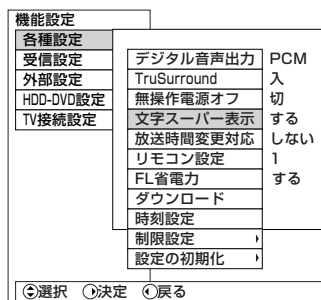 機能設定
各種設定
受信設定
外部設定
HDD-DVD設定
TV接続設定
デジタル音声出力 PCM
TruSurround 入
無操作電源オフ 切
文字スーパー表示 する
放送時間変更対応 しない
リモコン設定 1
FL省電力 する
ダウンロード
時刻設定
制限設定
設定の初期化
選択 決定 戻る